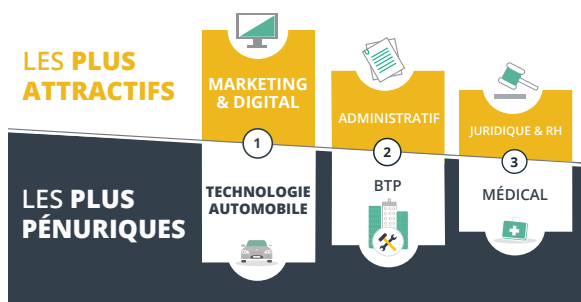 LES PLUS
ATTRACTIFS
MARKETING
& DIGITAL
ADMINISTRATIF
JURIDIQUE & RH
1
2
3
LES PLUS
PÉNURIQUES
TECHNOLOGIE
AUTOMOBILE
BTP
MÉDICAL